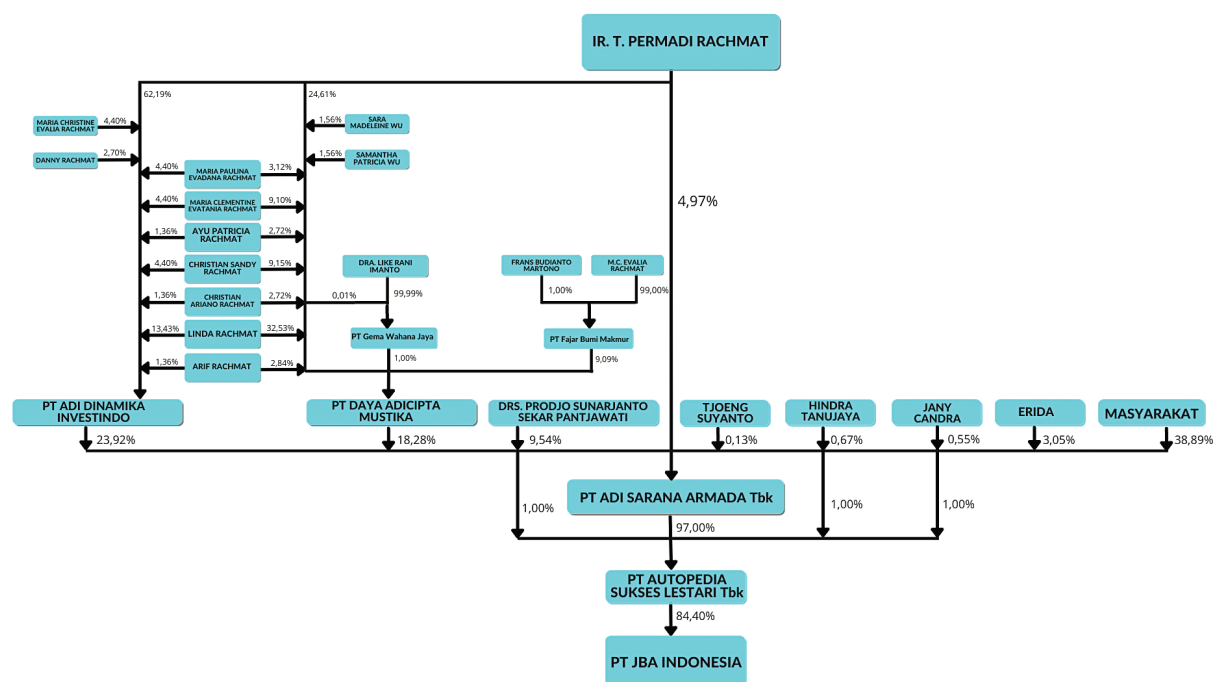 IR. T. PERMADI RACHMAT
62,19%
24,61%
MARIA CHRISTINE
EVALIA RACHMAT
4,40%
1,56%
SARA
MADELEINE WU
DANNY RACHMAT
2,70%
1,56%
SAMANTHA
PATRICIA WU
4,40%
MARIA PAULINA
EVADANA RACHMAT
3,12%
4,40%
MARIA CLEMENTINE
EVATANIA RACHMAT
9,10%
4,97%
1,36%
AYU PATRICIA
RACHMAT
2,72%
4,40%
CHRISTIAN SANDY
RACHMAT
9,15%
DRA. LIKE RANI
IMANTO
FRANS BUDIANTO
MARTONO
M.C. EVALIA
RACHMAT
1,36%
CHRISTIAN
ARIANO RACHMAT
2,72%
0,01%
99,99%
1,00%
99,00%
13,43%
LINDA RACHMAT
32,53%
PT Gema Wahana Jaya
PT Fajar Bumi Makmur
1,36%
ARIF RACHMAT
2,84%
1,00%
9,09%
PT ADI DINAMIKA
INVESTINDO
PT DAYA ADICIPTA
MUSTIKA
DRS. PRODJO SUNARJANTO
SEKAR PANTJAWATI
TJOENG
SUYANTO
HINDRA
TANUJAYA
JANY
CANDRA
ERIDA
MASYARAKAT
23,92%
18,28%
9,54%
0,13%
0,67%
0,55%
3,05%
38,89%
PT ADI SARANA ARMADA Tbk
1,00%
1,00%
1,00%
97,00%
PT AUTOPEDIA
SUKSES LESTARI Tbk
84,40%
PT JBA INDONESIA